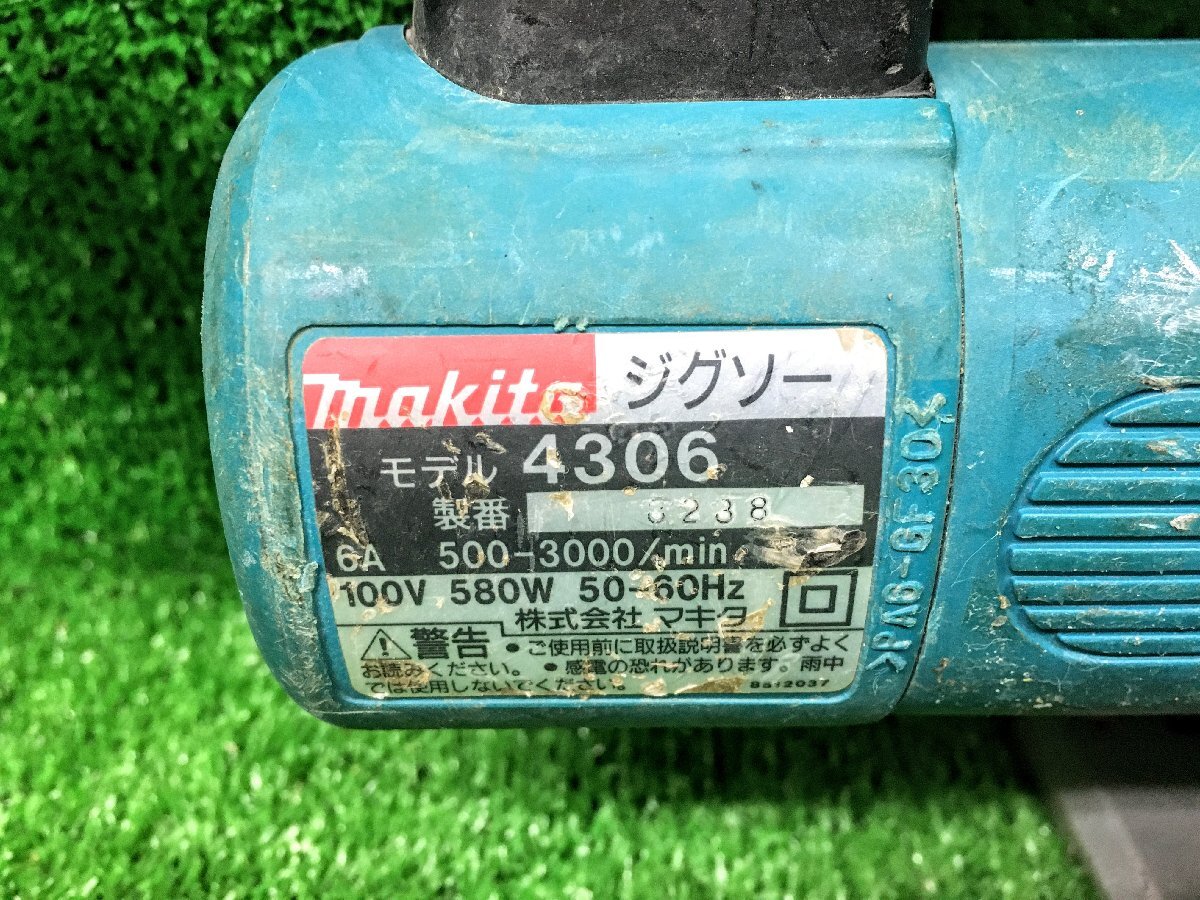 makita ジグソー
モデル 4306
製番 3238
6A 500-3000/min
100V 580W 50-60Hz
株式会社 マキタ
警告 ・ご使用前に取扱説明書を必ずよく
お読みください。 ・感電の恐れがあります。雨中
では使用しないでください。 8512037
>PA6-GF30<